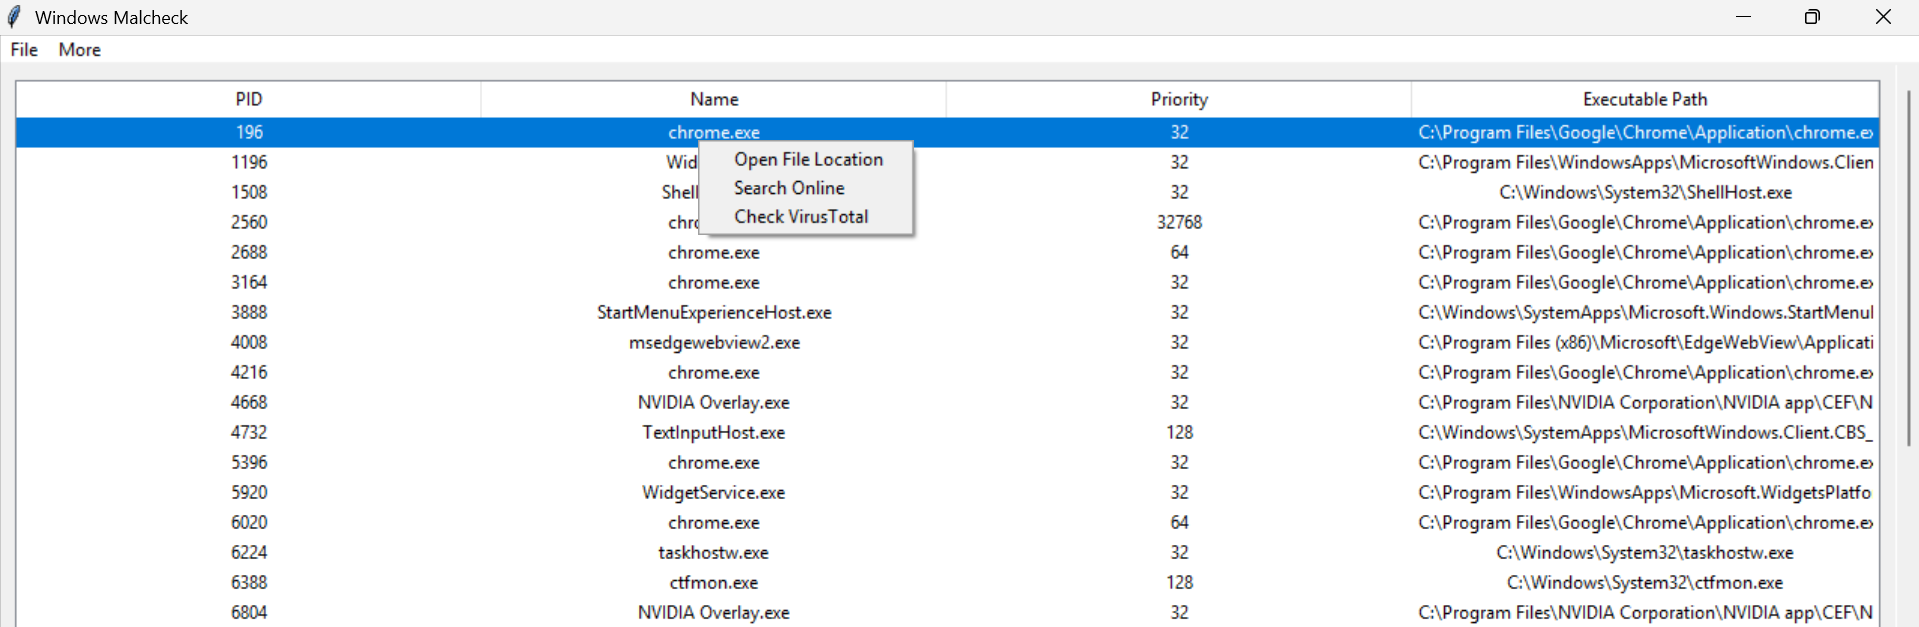 Windows Malcheck
File More
PID Name Priority Executable Path
196 chrome.exe 32 C:\Program Files\Google\Chrome\Application\chrome.ex
Open File Location
1196 Wid 32 C:\Program Files\WindowsApps\MicrosoftWindows.Clien
Search Online
1508 Shell 32 C:\Windows\System32\ShellHost.exe
Check VirusTotal
2560 chro 32768 C:\Program Files\Google\Chrome\Application\chrome.ex
2688 chrome.exe 64 C:\Program Files\Google\Chrome\Application\chrome.ex
3164 chrome.exe 32 C:\Program Files\Google\Chrome\Application\chrome.ex
3888 StartMenuExperienceHost.exe 32 C:\Windows\SystemApps\Microsoft.Windows.StartMenuI
4008 msedgewebview2.exe 32 C:\Program Files (x86)\Microsoft\EdgeWebView\Applicati
4216 chrome.exe 32 C:\Program Files\Google\Chrome\Application\chrome.ex
4668 NVIDIA Overlay.exe 32 C:\Program Files\NVIDIA Corporation\NVIDIA app\CEF\N
4732 TextInputHost.exe 128 C:\Windows\SystemApps\MicrosoftWindows.Client.CBS_
5396 chrome.exe 32 C:\Program Files\Google\Chrome\Application\chrome.ex
5920 WidgetService.exe 32 C:\Program Files\WindowsApps\Microsoft.WidgetsPlatfo
6020 chrome.exe 64 C:\Program Files\Google\Chrome\Application\chrome.ex
6224 taskhostw.exe 32 C:\Windows\System32\taskhostw.exe
6388 ctfmon.exe 128 C:\Windows\System32\ctfmon.exe
6804 NVIDIA Overlay.exe 32 C:\Program Files\NVIDIA Corporation\NVIDIA app\CEF\N